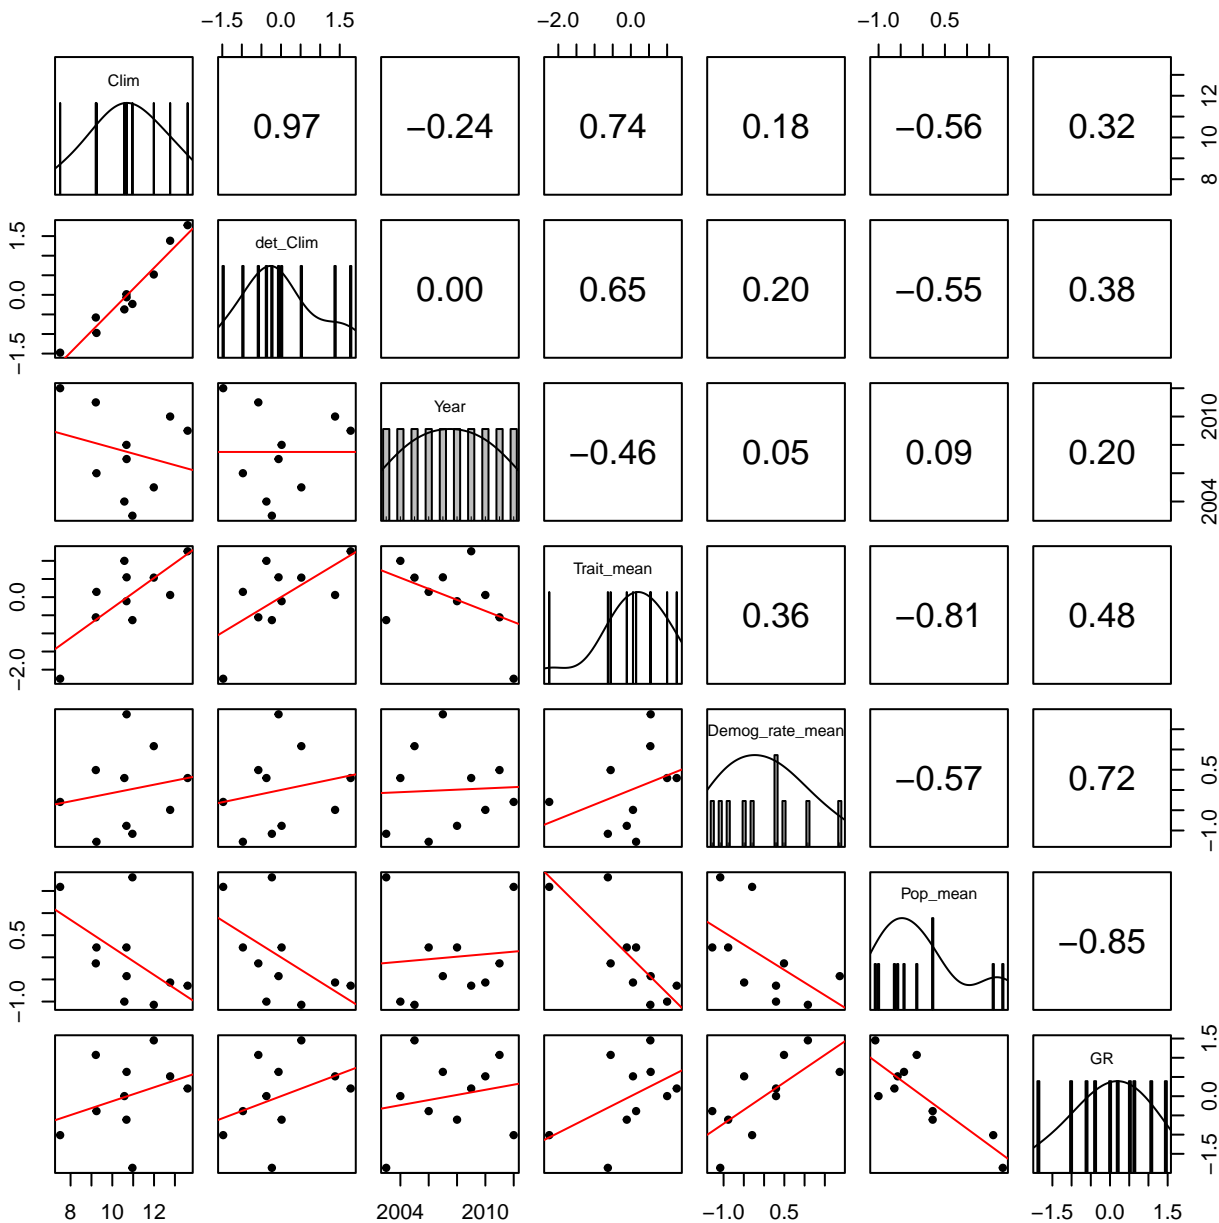 −1.5 0.0 1.5 −2.0 0.0 −1.0 0.5
Clim 0.97 −0.24 0.74 0.18 −0.56 0.32
8 10 12
−1.5 0.0 1.5
det_Clim 0.00 0.65 0.20 −0.55 0.38
Year −0.46 0.05 0.09 0.20
2004 2010
−2.0 0.0
Trait_mean 0.36 −0.81 0.48
Demog_rate_mean −0.57 0.72
−1.0 0.5
−1.0 0.5
Pop_mean −0.85
GR
−1.5 0.0 1.5
8 10 12 2004 2010 −1.0 0.5 −1.5 0.0 1.5